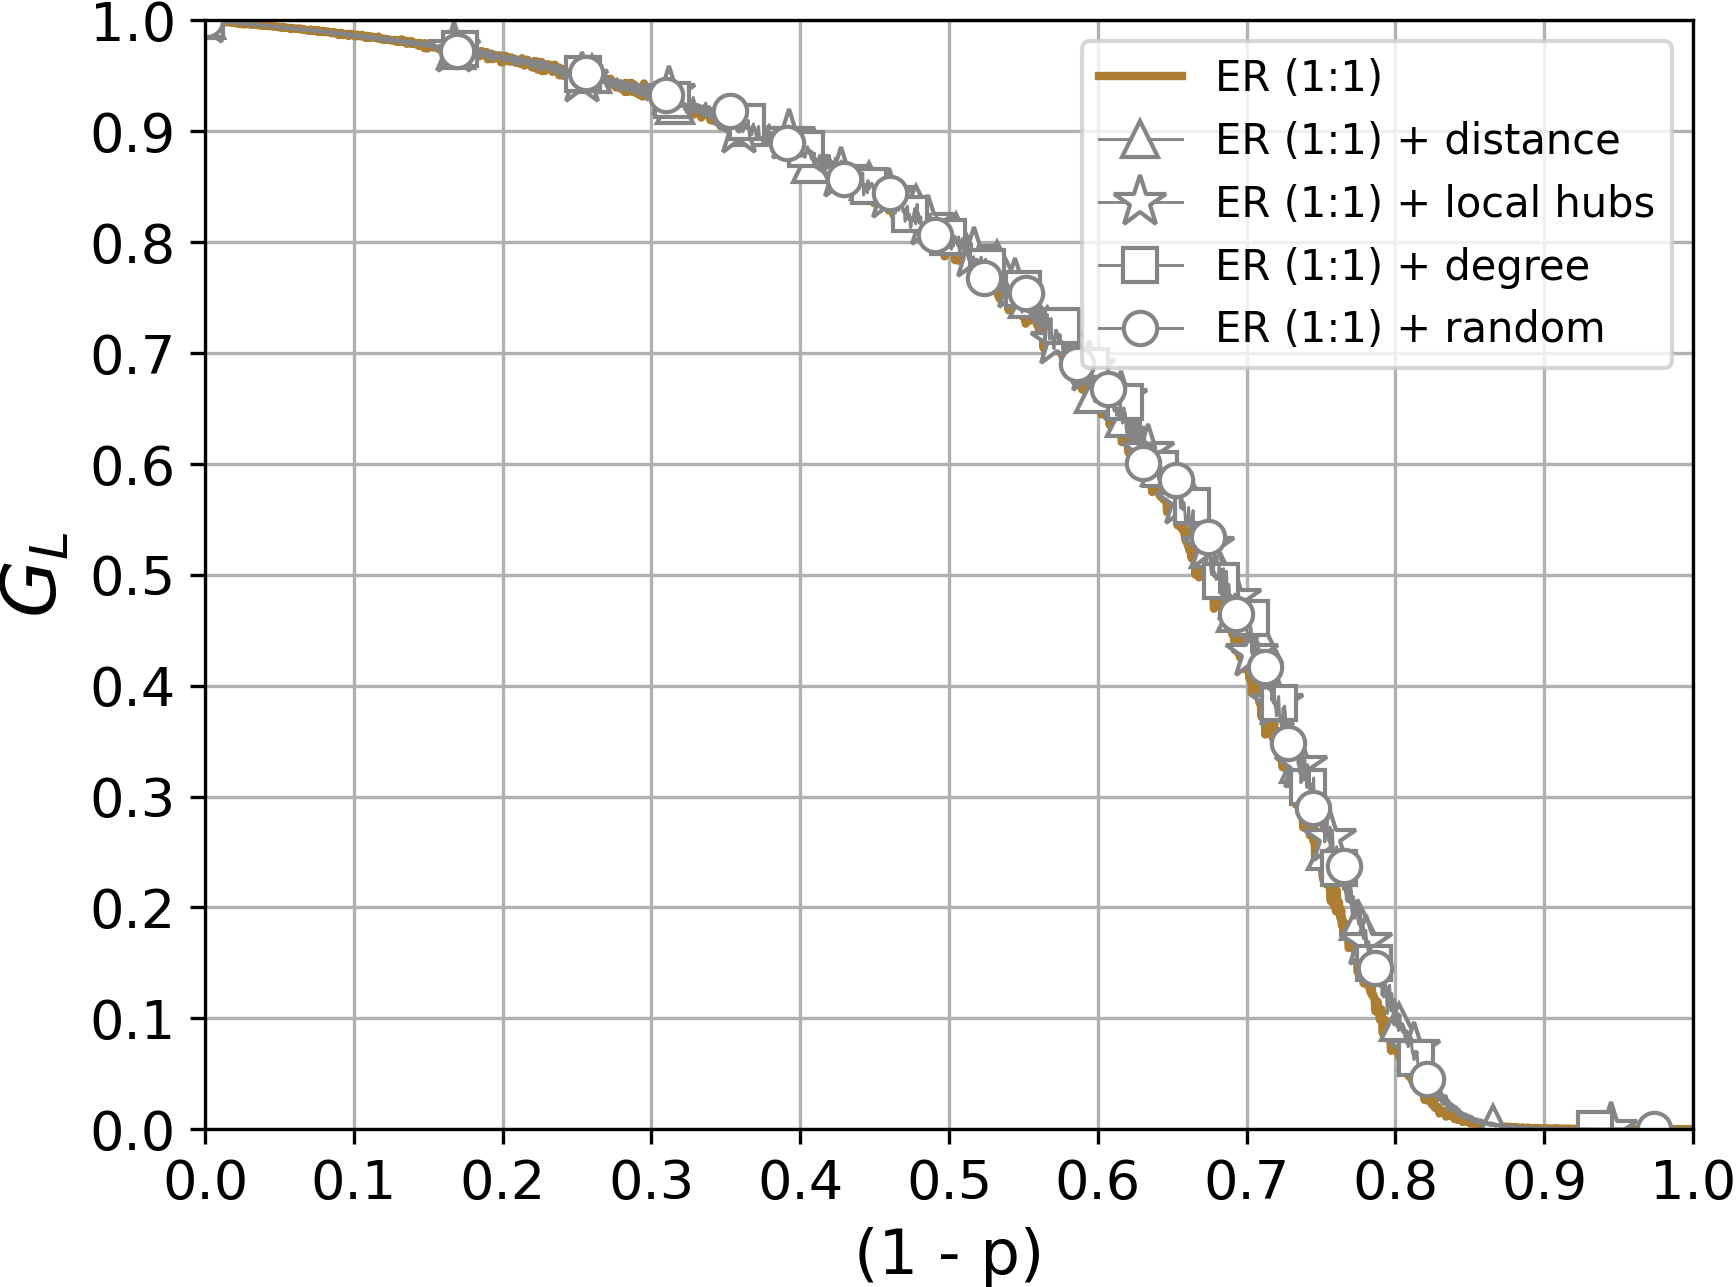 1.0
0.9
0.8
0.7
0.6
0.5
0.4
0.3
0.2
0.1
0.0
G_L
ER (1:1)
ER (1:1) + distance
ER (1:1) + local hubs
ER (1:1) + degree
ER (1:1) + random
0.0 0.1 0.2 0.3 0.4 0.5 0.6 0.7 0.8 0.9 1.0
(1 - p)